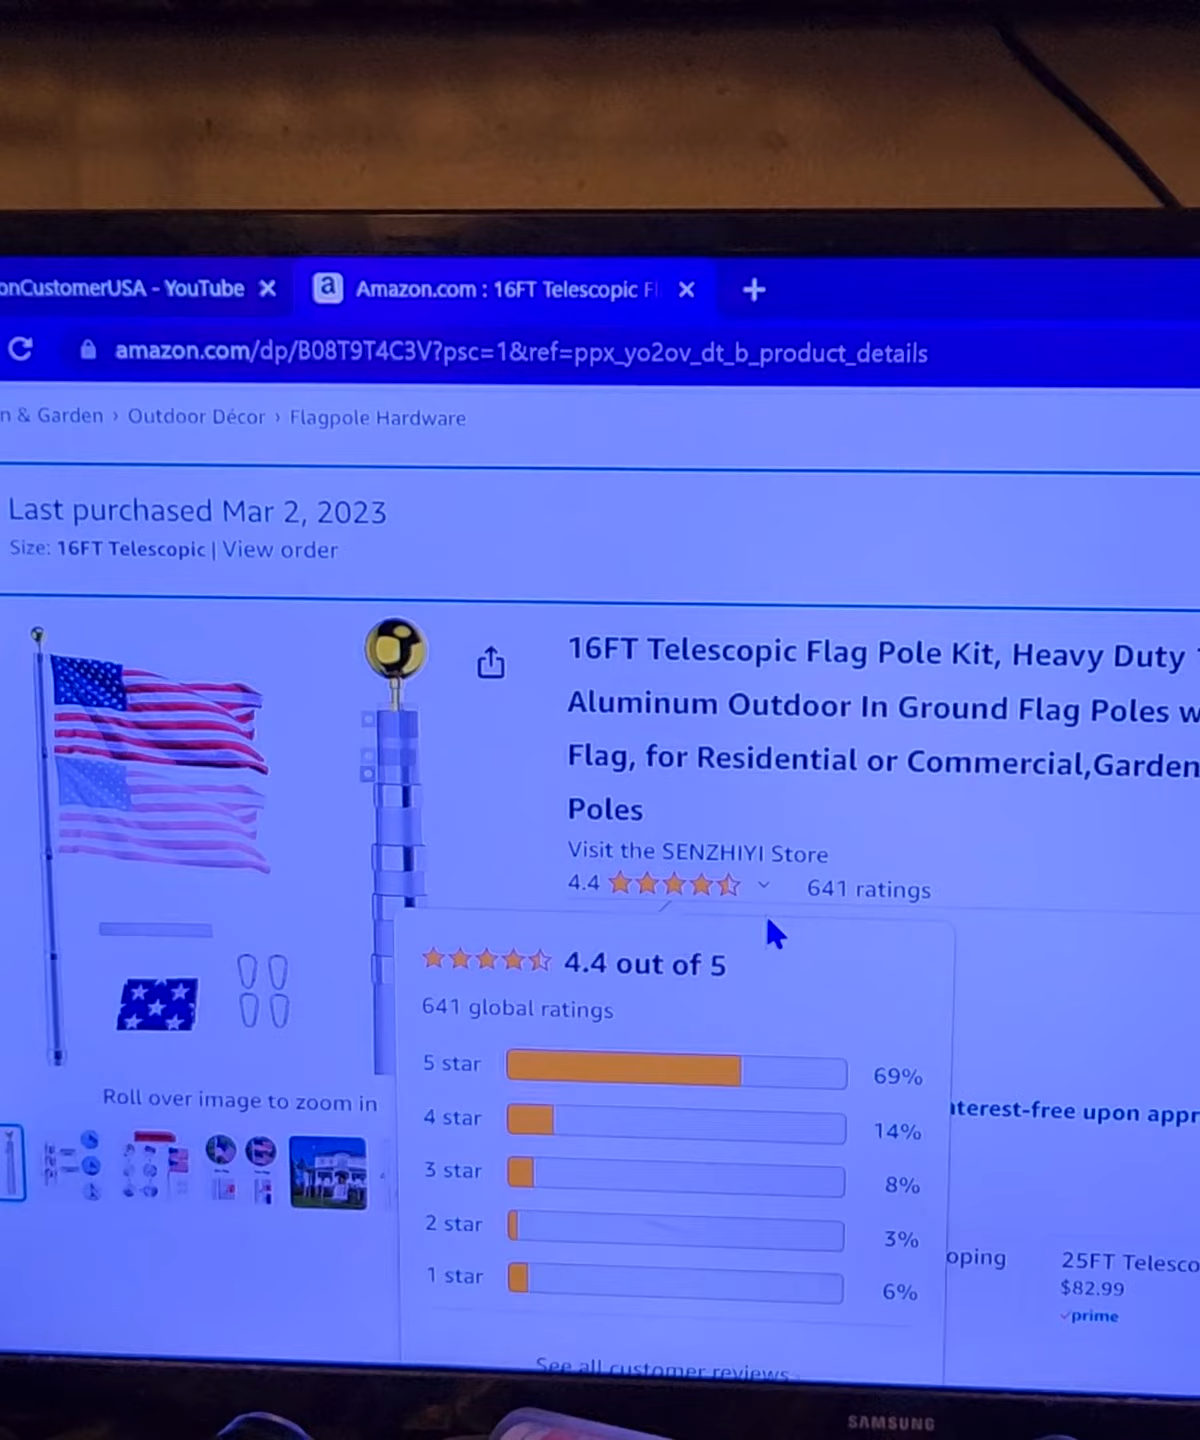 onCustomerUSA - YouTube
Amazon.com : 16FT Telescopic Fl
amazon.com/dp/B08T9T4C3V?psc=1&ref=ppx_yo2ov_dt_b_product_details
n & Garden › Outdoor Décor › Flagpole Hardware
Last purchased Mar 2, 2023
Size: 16FT Telescopic | View order
16FT Telescopic Flag Pole Kit, Heavy Duty
Aluminum Outdoor In Ground Flag Poles w
Flag, for Residential or Commercial,Garden
Poles
Visit the SENZHIYI Store
4.4 641 ratings
4.4 out of 5
641 global ratings
5 star 69%
4 star 14%
3 star 8%
2 star 3%
1 star 6%
See all customer reviews
Roll over image to zoom in
nterest-free upon appr
oping
25FT Telesco
$82.99
prime
SAMSUNG